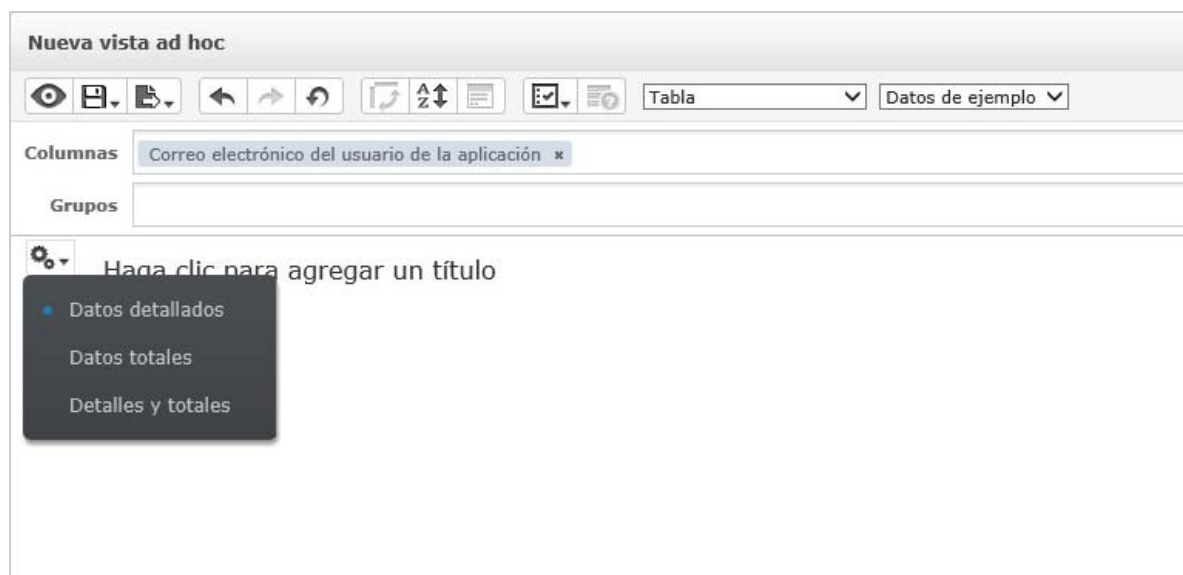 Nueva vista ad hoc
Tabla Datos de ejemplo
Columnas Correo electrónico del usuario de la aplicación ×
Grupos
Haga clic para agregar un título
Datos detallados
Datos totales
Detalles y totales